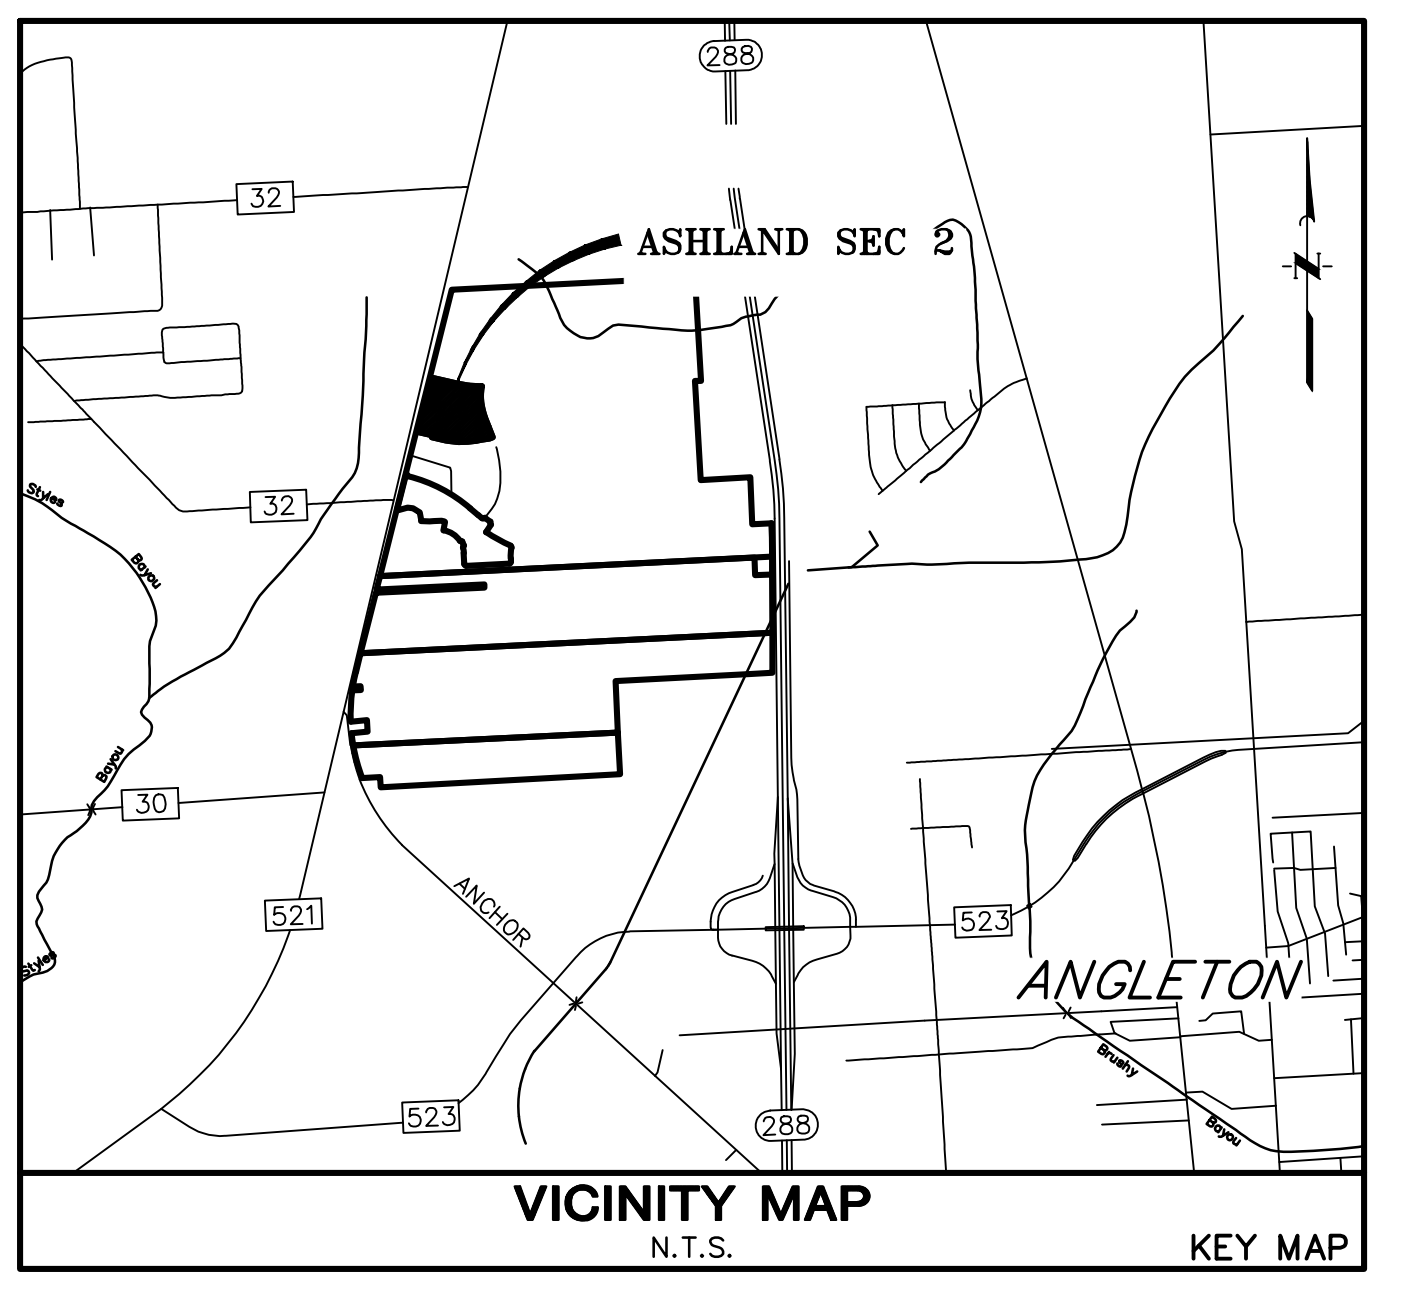 288
32
ASHLAND SEC 2
N
32
Styles
Bayou
Bayou
30
521
ANCHOR
523
ANGLETON
Styles
Brushy
Bayou
523
288
VICINITY MAP
N.T.S.
KEY MAP